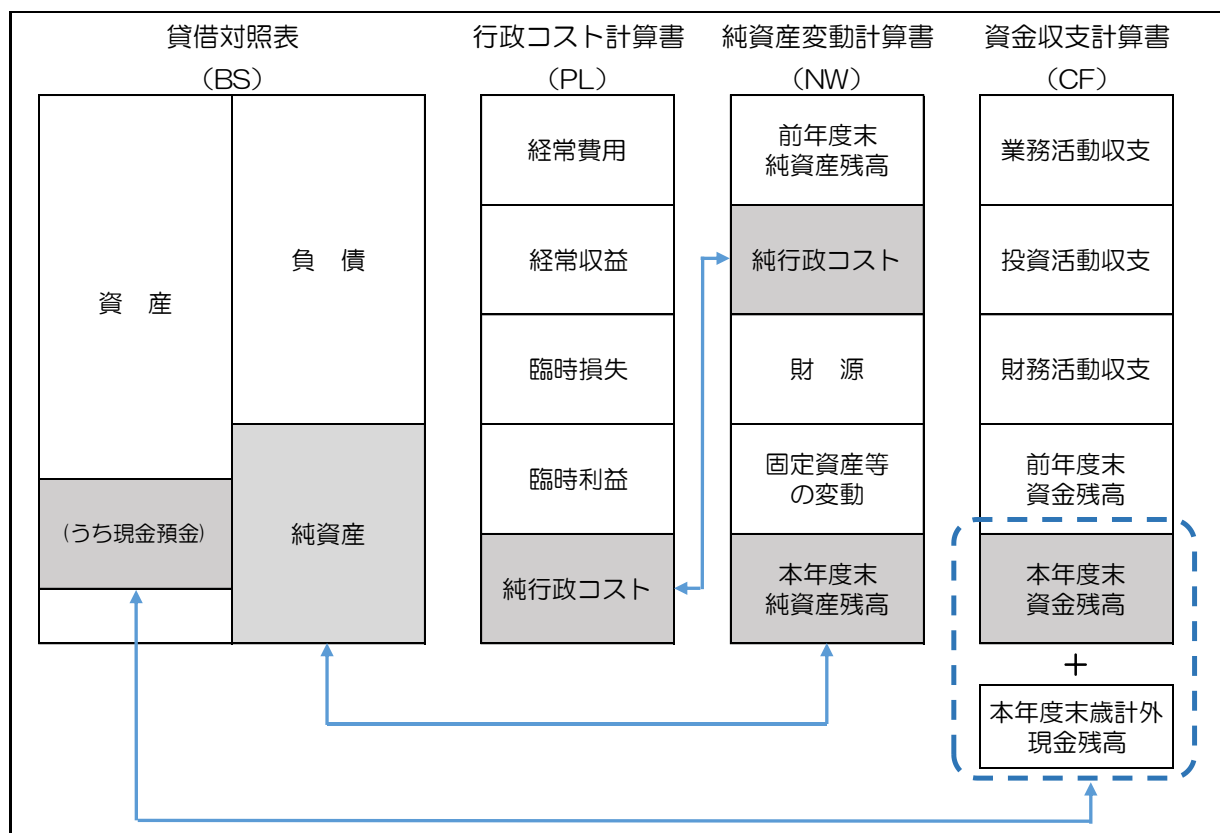 貸借対照表
（BS）
資　産
(うち現金預金)
負　債
純資産
行政コスト計算書
（PL）
経常費用
経常収益
臨時損失
臨時利益
純行政コスト
純資産変動計算書
（NW）
前年度末
純資産残高
純行政コスト
財　源
固定資産等
の変動
本年度末
純資産残高
資金収支計算書
（CF）
業務活動収支
投資活動収支
財務活動収支
前年度末
資金残高
本年度末
資金残高
＋
本年度末歳計外
現金残高